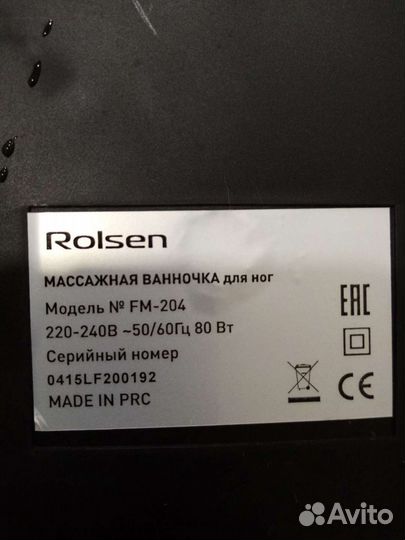 Rolsen
МАССАЖНАЯ ВАННОЧКА для ног
Модель № FM-204
220-240В ~50/60Гц 80 Вт
Серийный номер
0415LF200192
MADE IN PRC
EAC
CE
Avito